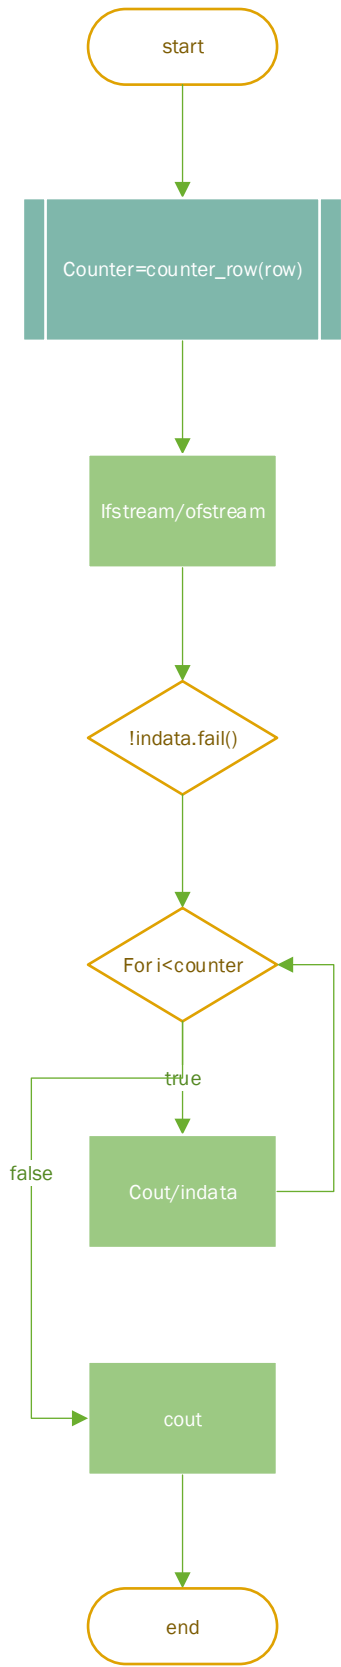 start
Counter=counter_row(row)
Ifstream/ofstream
!indata.fail()
For i<counter
true
false
Cout/indata
cout
end